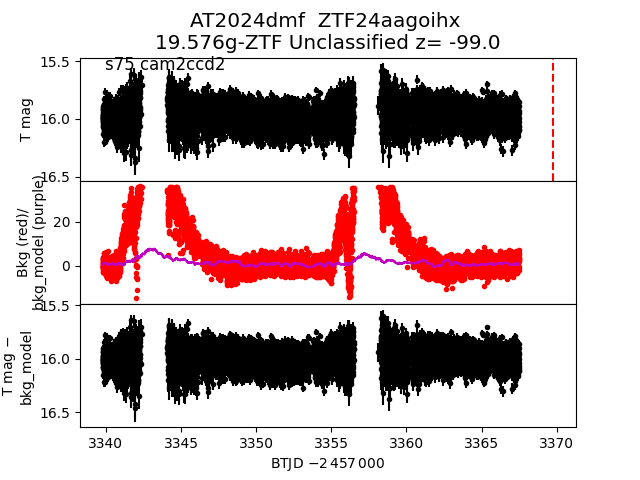 AT2024dmf  ZTF24aagoihx
19.576g-ZTF Unclassified z= -99.0
s75 cam2ccd2
15.5
16.0
16.5
T mag
20
0
Bkg (red)/
bkg_model (purple)
15.5
16.0
16.5
T mag −
bkg_model
3340 3345 3350 3355 3360 3365 3370
BTJD −2 457 000